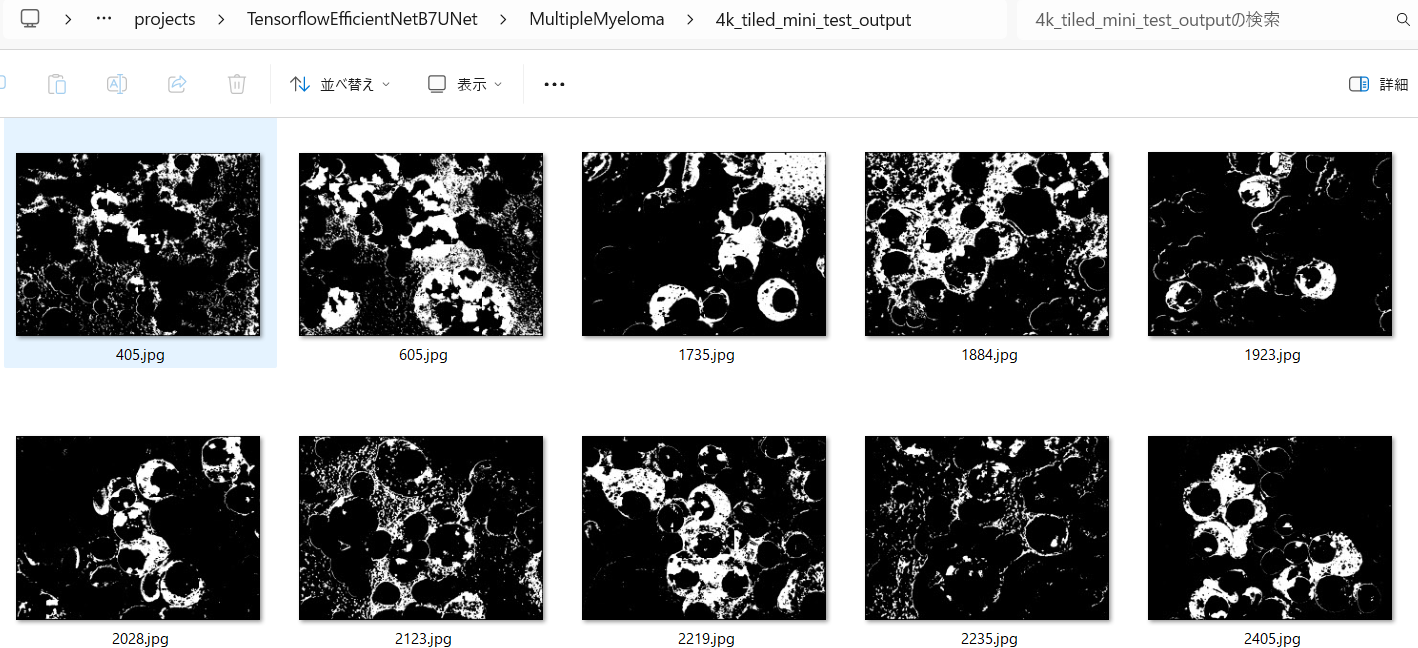 … projects TensorflowEfficientNetB7UNet MultipleMyeloma 4k_tiled_mini_test_output 4k_tiled_mini_test_outputの検索
並べ替え 表示 … 詳細
405.jpg 605.jpg 1735.jpg 1884.jpg 1923.jpg
2028.jpg 2123.jpg 2219.jpg 2235.jpg 2405.jpg